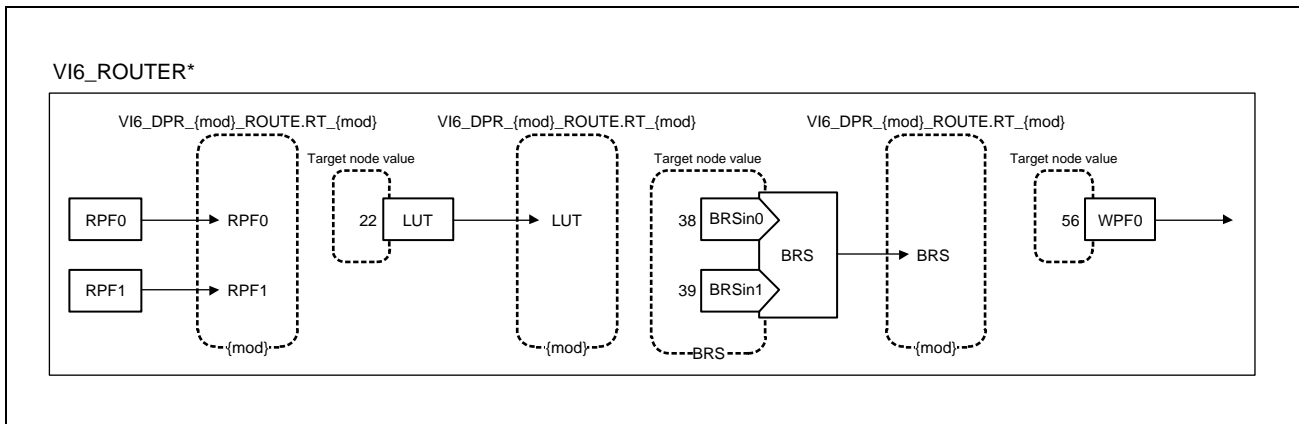 VI6_ROUTER*
VI6_DPR_{mod}_ROUTE.RT_{mod} VI6_DPR_{mod}_ROUTE.RT_{mod} VI6_DPR_{mod}_ROUTE.RT_{mod}
Target node value Target node value Target node value
RPF0 RPF0 22 LUT LUT 38 BRSin0 56 WPF0
BRS BRS
RPF1 RPF1 39 BRSin1
{mod} {mod} BRS {mod}